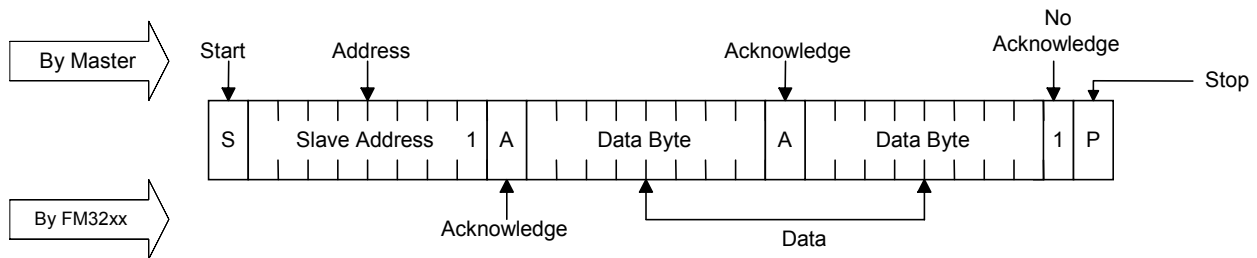 No
Acknowledge
By Master
Start
Address
Acknowledge
Stop
S
Slave Address 1
A
Data Byte
A
Data Byte
1
P
By FM32xx
Acknowledge
Data